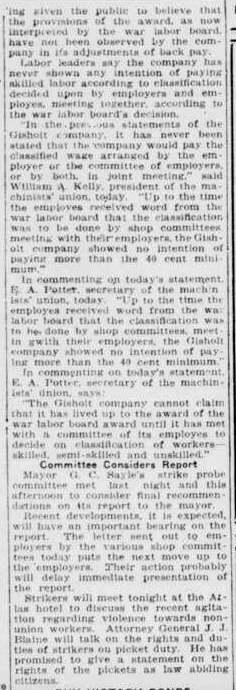 ing given the public to believe that
the provisions of the award, as now
interpreted by the war labor board,
have not been observed by the com-
pany in its adjustments of back pay.
Labor leaders say the company has
never shown any intention of paying
skilled labor according to classification
decided upon by employers and em-
ployes, meeting together, according to
the war labor board's decision.
"In the previous statements of the
Gisholt company, it has never been
stated that the company would pay the
classified wage arranged by the em-
ployer or the committee of employers,
or by both, in joint meeting," said
William A. Kelly, president of the ma-
chinists' union, today. "Up to the time
the employes received word from the
war labor board that the classification
was to be done by shop committees
meeting with their employers, the Gish-
olt company showed no intention of
paying more than the 40 cent mini-
mum."
In commenting on today's statement,
E. A. Potter, secretary of the machin-
ists' union, today. "Up to the time the
employes received word from the war
labor board that the classification was
to be done by shop committees, meet-
in gwith their employers, the Gisholt
company showed no intention of pay-
ing more than the 40 cent minimum."
In commenting on today's statement,
E. A. Potter, secretary of the machin-
ists' union, says:
"The Gisholt company cannot claim
that it has lived up to the award of the
war labor board award until it has met
with a committee of its employes to
decide on classification of workers—
skilled, semi-skilled and unskilled."
Committee Considers Report
Mayor G. C. Sayle's strike probe
committee met last night and this
afternoon to consider final recommen-
dations on its report to the mayor.
Recent developments, it is expected,
will have an important bearing on the
report. The letter sent out to em-
ployers by the various shop commit-
tees today puts the next move up to
the employers. Their action probably
will delay immediate presentation of
the report.
Strikers will meet tonight at the At-
las hotel to discuss the recent agita-
tion regarding violence towards non-
union workers. Attorney General J. J.
Blaine will talk on the rights and du-
ties of strikers on picket duty. He has
promised to give a statement on the
rights of the pickets as law abiding
citizens.